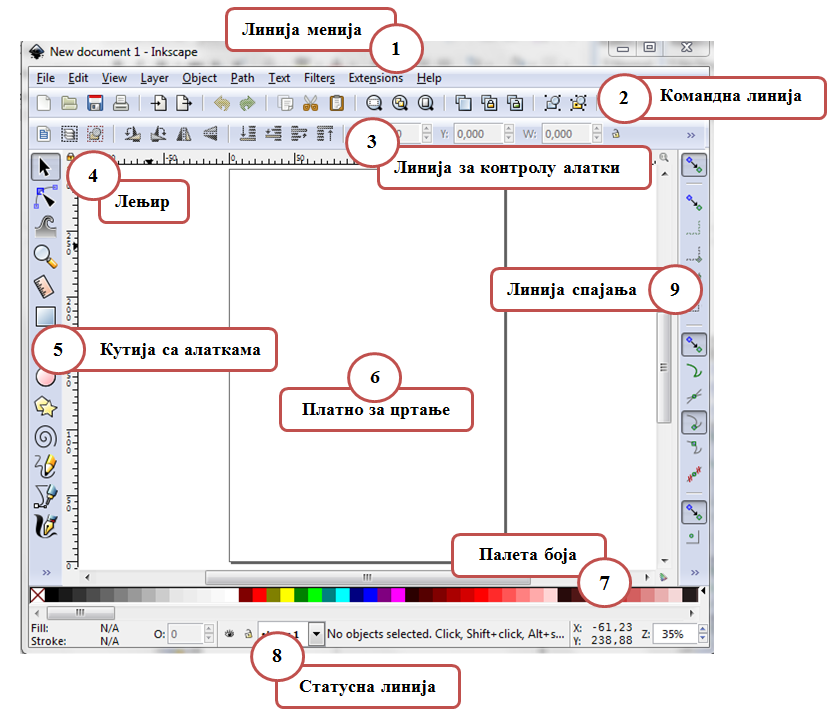 Линија менија
1
New document 1 - Inkscape
File Edit View Layer Object Path Text Filters Extensions Help
2
Командна линија
3
Y: 0,000 W: 0,000
Линија за контролу алатки
-50 0 50
4
Лењир
Линија спајања
9
5
Кутија са алаткама
6
Платно за цртање
Палета боја
7
Fill: N/A
Stroke: N/A
O: 0
No objects selected. Click, Shift+click, Alt+s...
X: -61,23
Y: 238,88
Z: 35%
8
Статусна линија